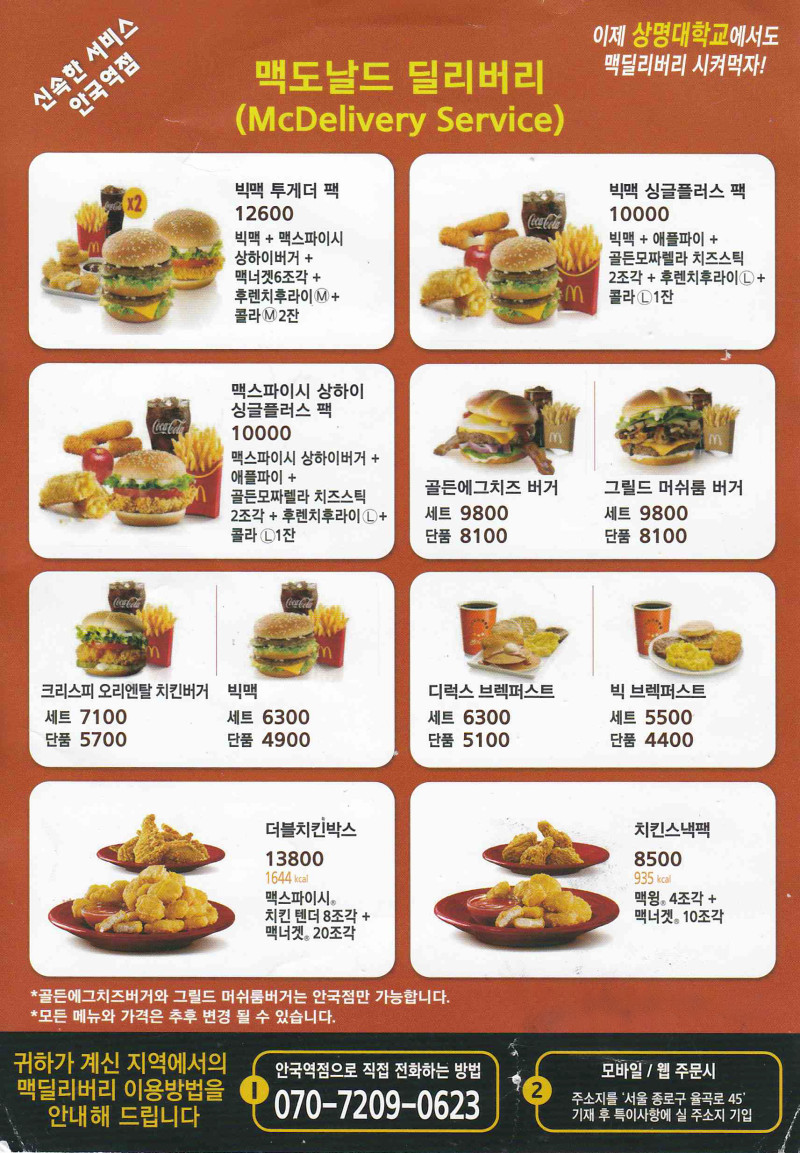 신속한 서비스
안국역점
이제 상명대학교에서도
맥딜리버리 시켜먹자!
맥도날드 딜리버리
(McDelivery Service)
x2
빅맥 투게더 팩
12600
빅맥 + 맥스파이시
상하이버거 +
맥너겟6조각 +
후렌치후라이Ⓜ+
콜라Ⓜ2잔
Coca-Cola
빅맥 싱글플러스 팩
10000
빅맥 + 애플파이 +
골든모짜렐라 치즈스틱
2조각 + 후렌치후라이Ⓛ+
콜라Ⓛ1잔
Coca-Cola
맥스파이시 상하이
싱글플러스 팩
10000
맥스파이시 상하이버거 +
애플파이 +
골든모짜렐라 치즈스틱
2조각 + 후렌치후라이Ⓛ+
콜라Ⓛ1잔
골든에그치즈 버거
세트 9800
단품 8100
그릴드 머쉬룸 버거
세트 9800
단품 8100
Coca-Cola
크리스피 오리엔탈 치킨버거
세트 7100
단품 5700
Coca-Cola
빅맥
세트 6300
단품 4900
디럭스 브렉퍼스트
세트 6300
단품 5100
빅 브렉퍼스트
세트 5500
단품 4400
더블치킨박스
13800
1644 kcal
맥스파이시®
치킨 텐더 8조각 +
맥너겟® 20조각
치킨스낵팩
8500
935 kcal
맥윙® 4조각 +
맥너겟® 10조각
*골든에그치즈버거와 그릴드 머쉬룸버거는 안국점만 가능합니다.
*모든 메뉴와 가격은 추후 변경 될 수 있습니다.
귀하가 계신 지역에서의
맥딜리버리 이용방법을
안내해 드립니다
1
안국역점으로 직접 전화하는 방법
070-7209-0623
2
모바일 / 웹 주문시
주소지를 '서울 종로구 율곡로 45'
기재 후 특이사항에 실 주소지 기입